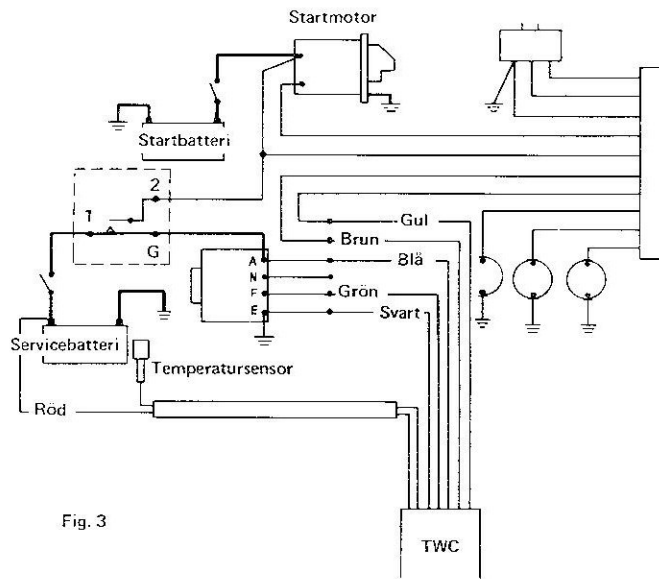 Startmotor
Startbatteri
2
1
G
Gul
Brun
A
Blå
N
F
Grön
E
Svart
Servicebatteri
Temperatursensor
Röd
Fig. 3
TWC